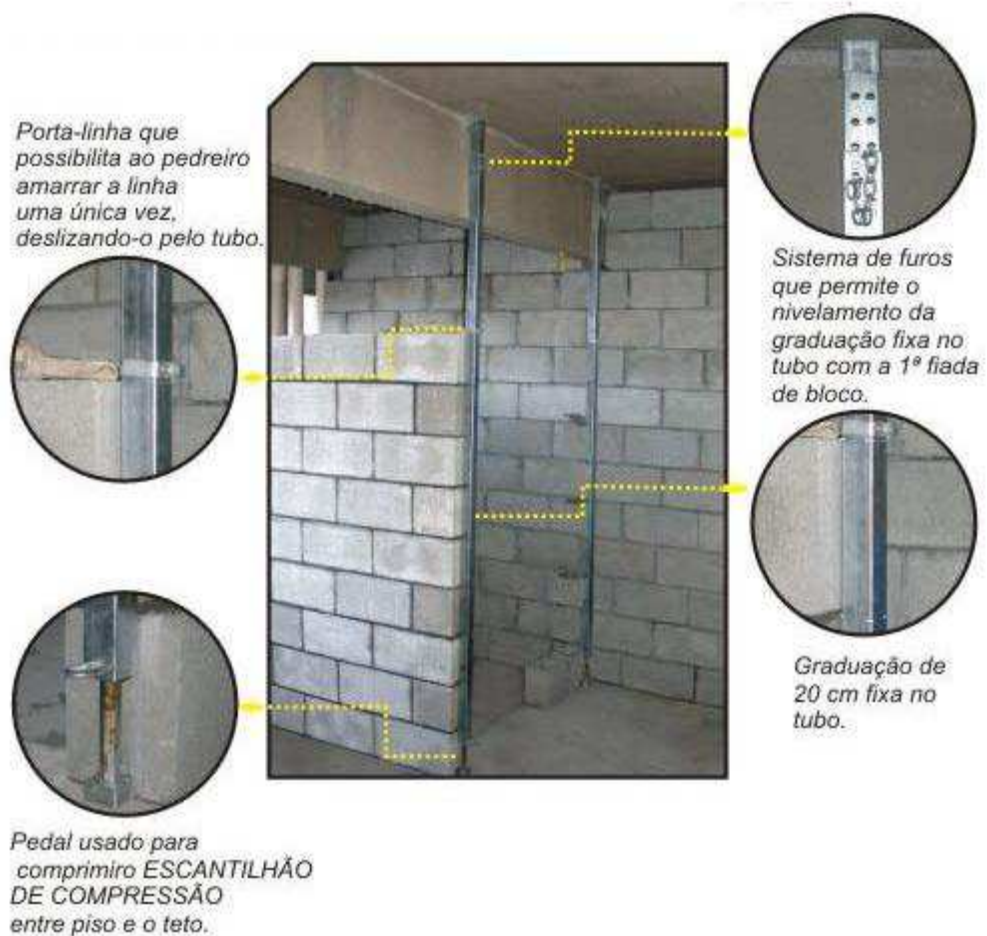 Porta-linha que
possibilita ao pedreiro
amarrar a linha
uma única vez,
deslizando-o pelo tubo.
Sistema de furos
que permite o
nivelamento da
graduação fixa no
tubo com a 1ª fiada
de bloco.
Graduação de
20 cm fixa no
tubo.
Pedal usado para
comprimiro ESCANTILHÃO
DE COMPRESSÃO
entre piso e o teto.